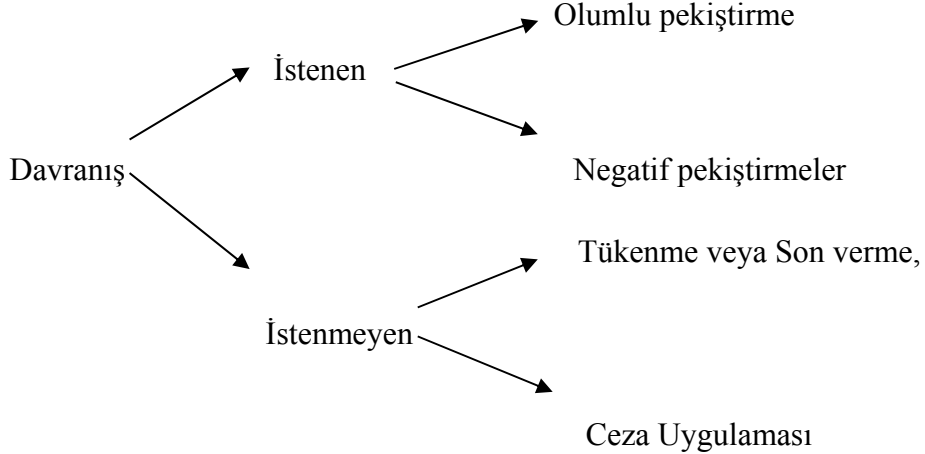 Olumlu pekiştirme
İstenen
Davranış
Negatif pekiştirmeler
Tükenme veya Son verme,
İstenmeyen
Ceza Uygulaması